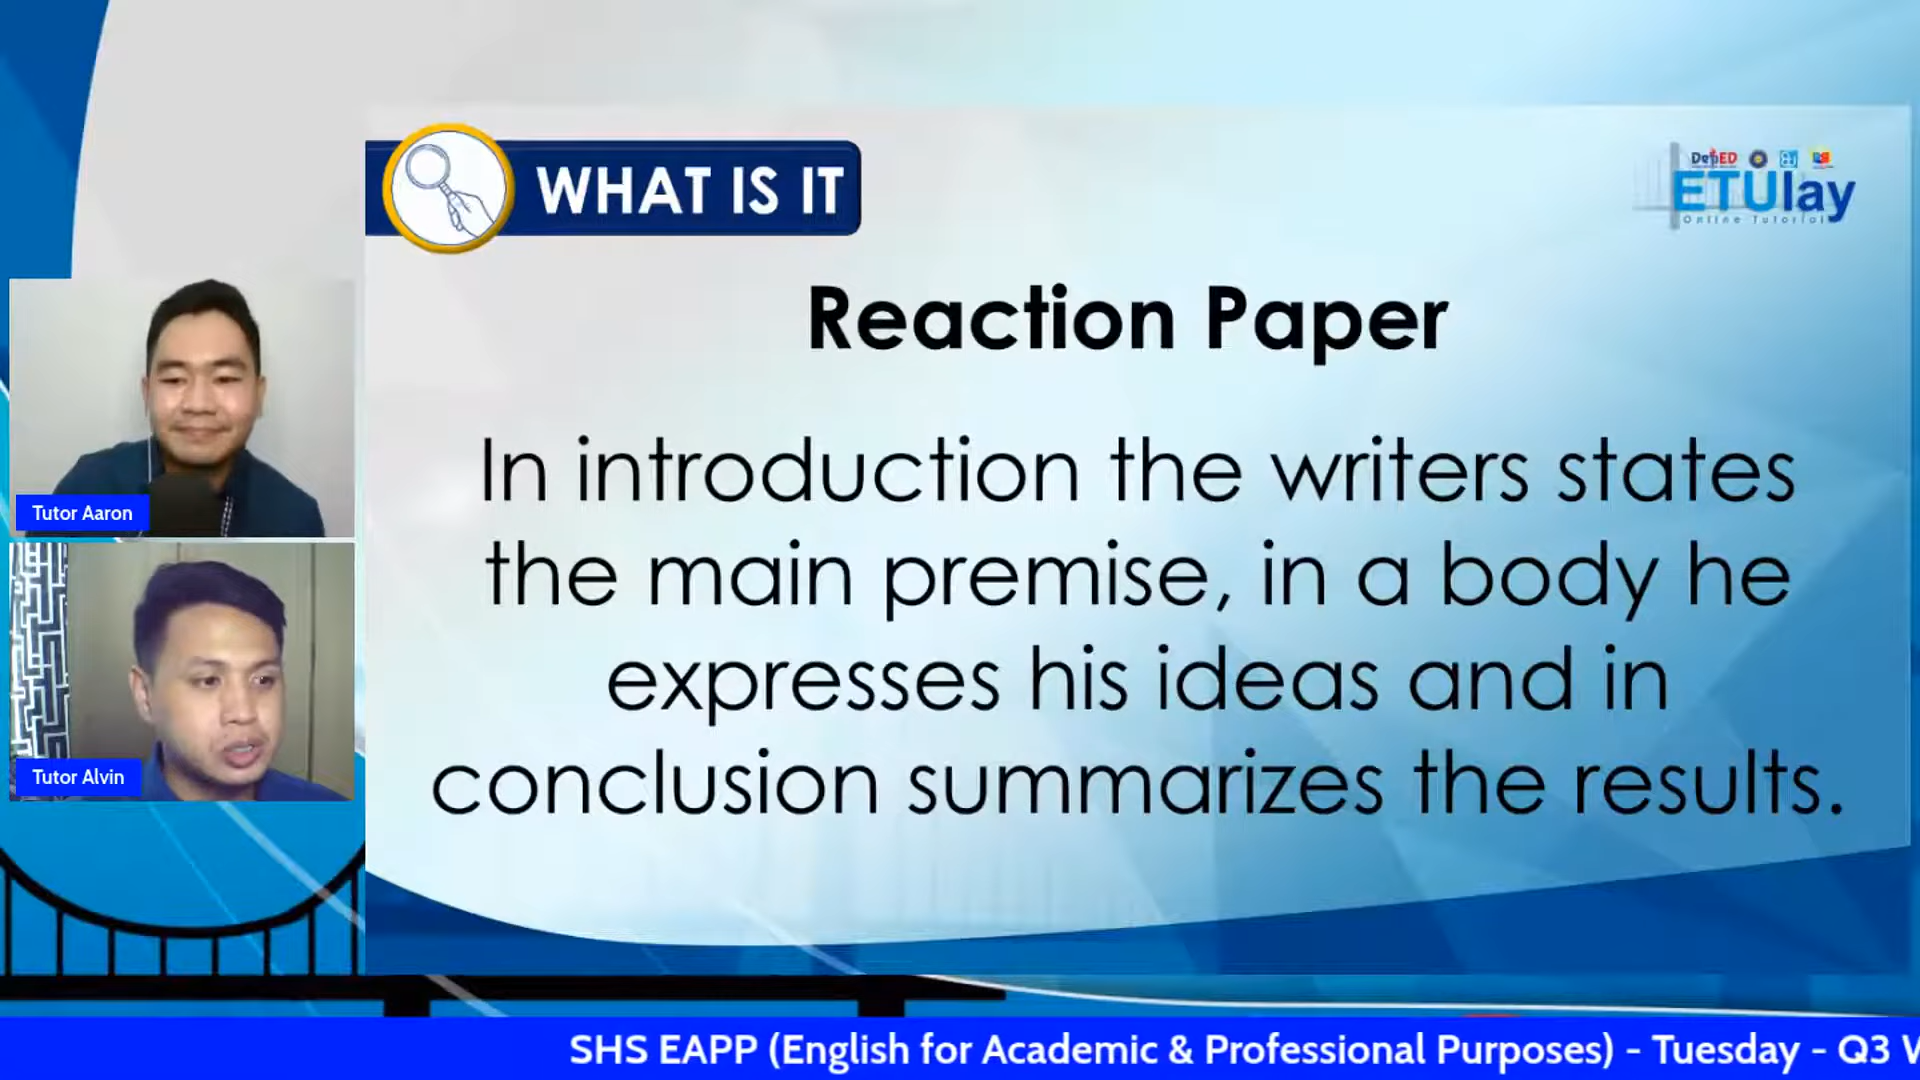 WHAT IS IT
DepED
ETUlay
Online Tutorial
Reaction Paper
In introduction the writers states
the main premise, in a body he
expresses his ideas and in
conclusion summarizes the results.
Tutor Aaron
Tutor Alvin
SHS EAPP (English for Academic & Professional Purposes) - Tuesday - Q3